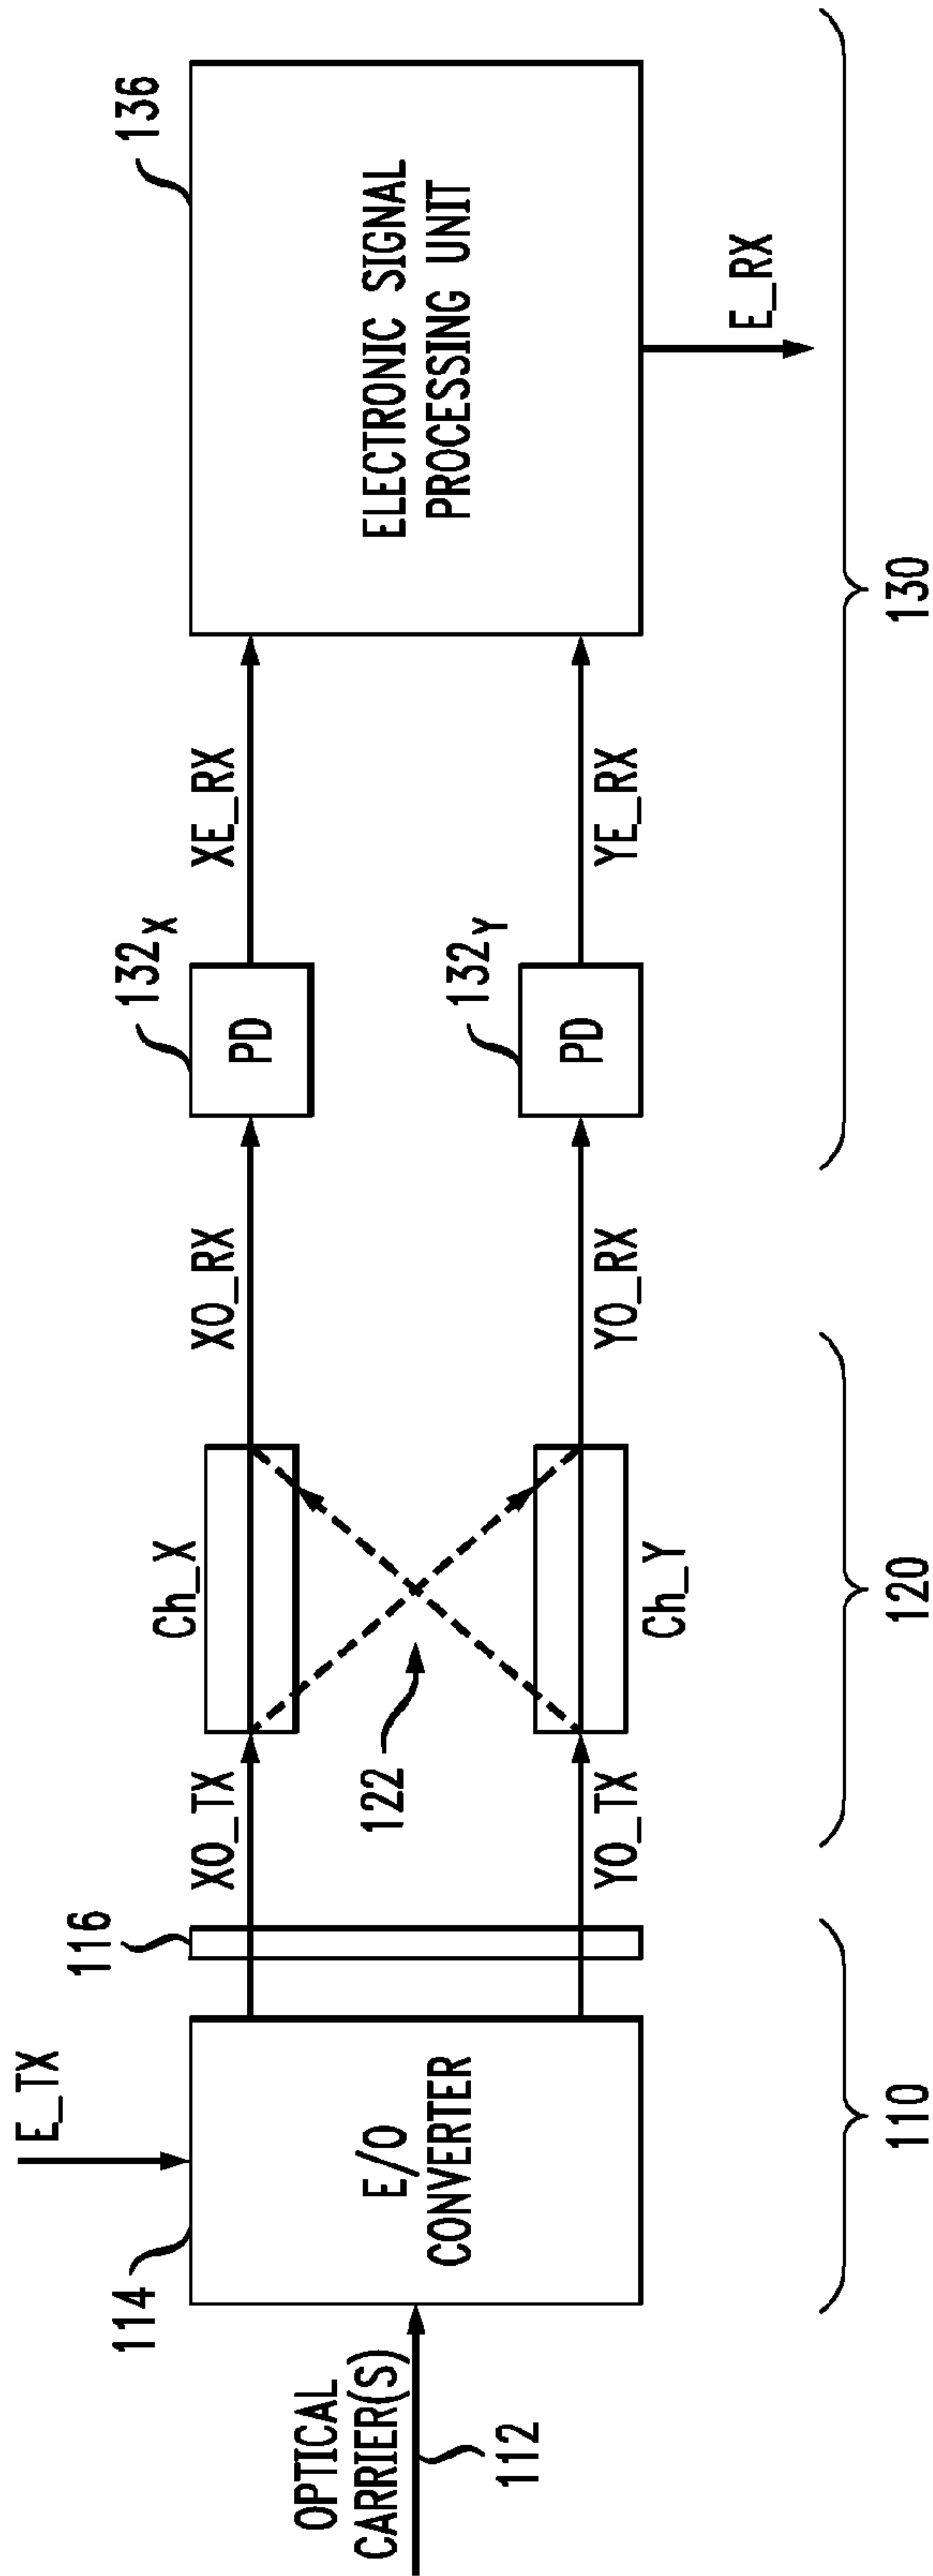 OPTICAL
CARRIER(S)
112
114
E_TX
E/O
CONVERTER
116
110
XO_TX
YO_TX
Ch_X
122
Ch_Y
120
XO_RX
YO_RX
132X
PD
132Y
PD
XE_RX
YE_RX
136
ELECTRONIC SIGNAL
PROCESSING UNIT
E_RX
130